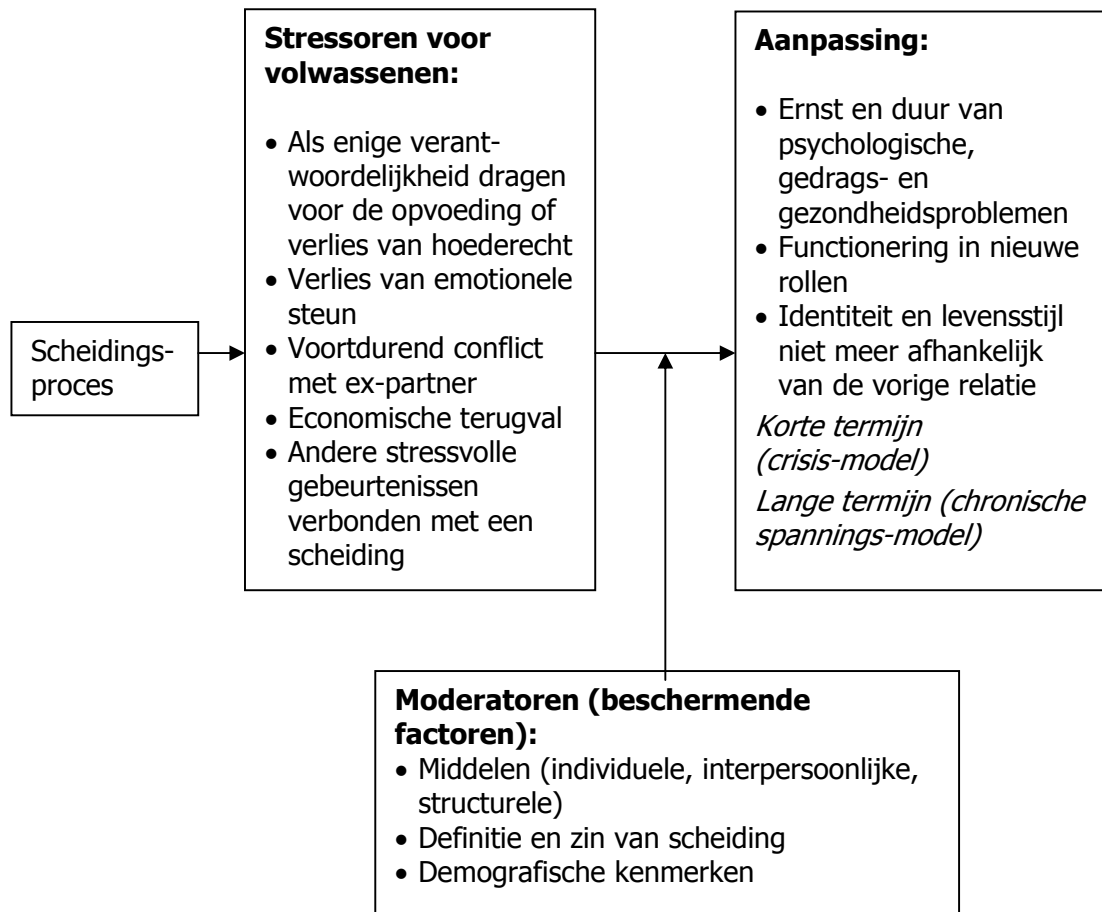 Scheidings-
proces
Stressoren voor
volwassenen:
• Als enige verant-
woordelijkheid dragen
voor de opvoeding of
verlies van hoederecht
• Verlies van emotionele
steun
• Voortdurend conflict
met ex-partner
• Economische terugval
• Andere stressvolle
gebeurtenissen
verbonden met een
scheiding
Aanpassing:
• Ernst en duur van
psychologische,
gedrags- en
gezondheidsproblemen
• Functionering in nieuwe
rollen
• Identiteit en levensstijl
niet meer afhankelijk
van de vorige relatie
Korte termijn
(crisis-model)
Lange termijn (chronische
spannings-model)
Moderatoren (beschermende
factoren):
• Middelen (individuele, interpersoonlijke,
structurele)
• Definitie en zin van scheiding
• Demografische kenmerken